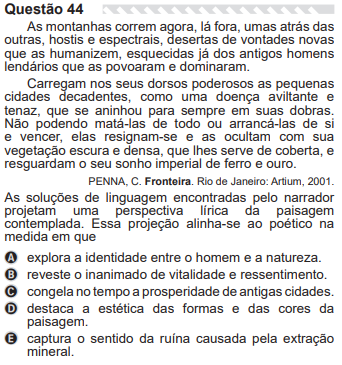 Questão 44
As montanhas correm agora, lá fora, umas atrás das
outras, hostis e espectrais, desertas de vontades novas
que as humanizem, esquecidas já dos antigos homens
lendários que as povoaram e dominaram.
Carregam nos seus dorsos poderosos as pequenas
cidades decadentes, como uma doença aviltante e
tenaz, que se aninhou para sempre em suas dobras.
Não podendo matá-las de todo ou arrancá-las de si
e vencer, elas resignam-se e as ocultam com sua
vegetação escura e densa, que lhes serve de coberta, e
resguardam o seu sonho imperial de ferro e ouro.
PENNA, C. Fronteira. Rio de Janeiro: Artium, 2001.
As soluções de linguagem encontradas pelo narrador
projetam uma perspectiva lírica da paisagem
contemplada. Essa projeção alinha-se ao poético na
medida em que
A explora a identidade entre o homem e a natureza.
B reveste o inanimado de vitalidade e ressentimento.
C congela no tempo a prosperidade de antigas cidades.
D destaca a estética das formas e das cores da
paisagem.
E captura o sentido da ruína causada pela extração
mineral.